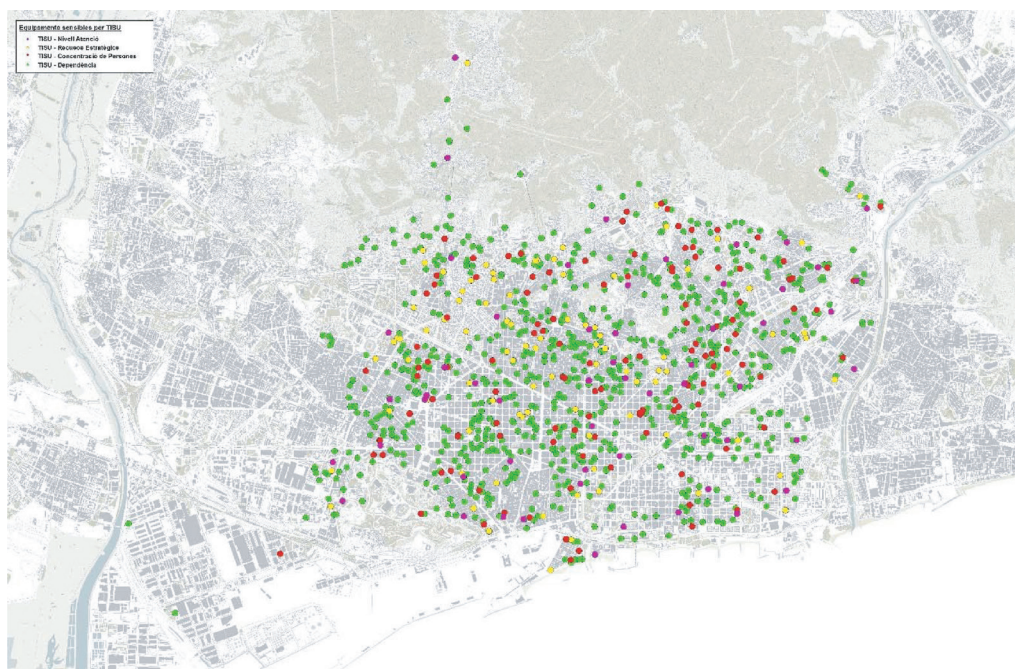 Equipaments sensibles per TISU
TISU - Nivell Atenció
TISU - Recursos Estratègics
TISU - Concentració de Persones
TISU - Dependència